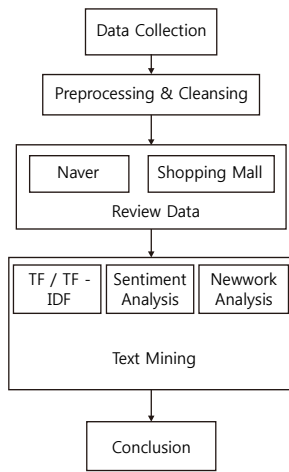 Data Collection
Preprocessing & Cleansing
Naver
Shopping Mall
Review Data
TF / TF -
IDF
Sentiment
Analysis
Newwork
Analysis
Text Mining
Conclusion